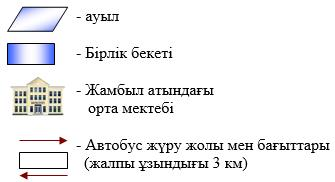 - ауыл
- Бірлік бекеті
- Жамбыл атындағы
орта мектебі
- Автобус жүру жолы мен бағыттары
(жалпы ұзындығы 3 км)